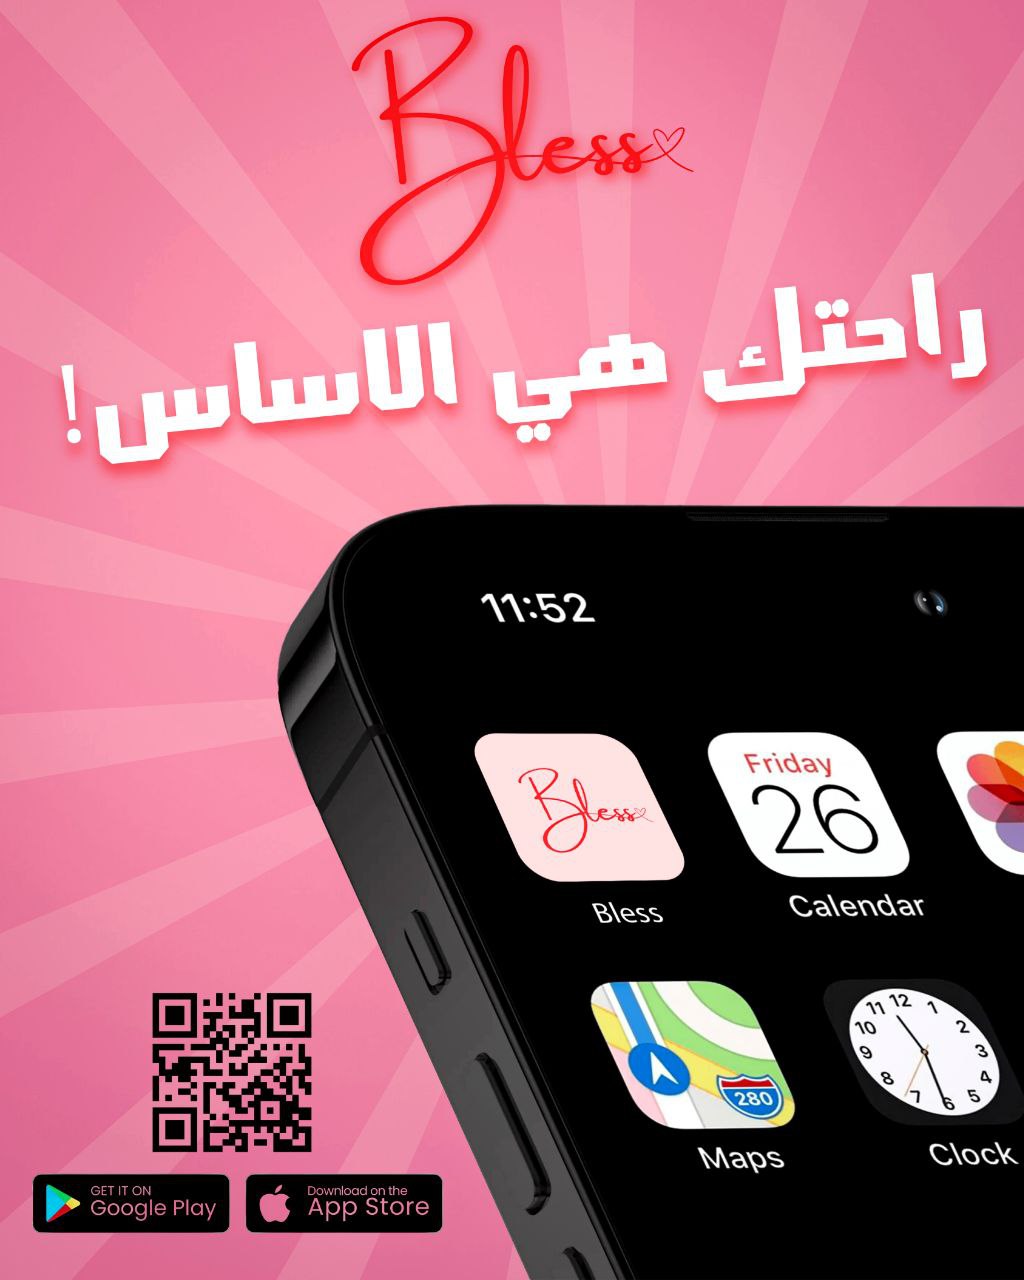 Bless
راحتك هي الاساس!
11:52
Friday
26
Bless
Calendar
280
Maps
12
1
2
3
4
5
6
7
8
9
10
11
Clock
GET IT ON
Google Play
Download on the
App Store